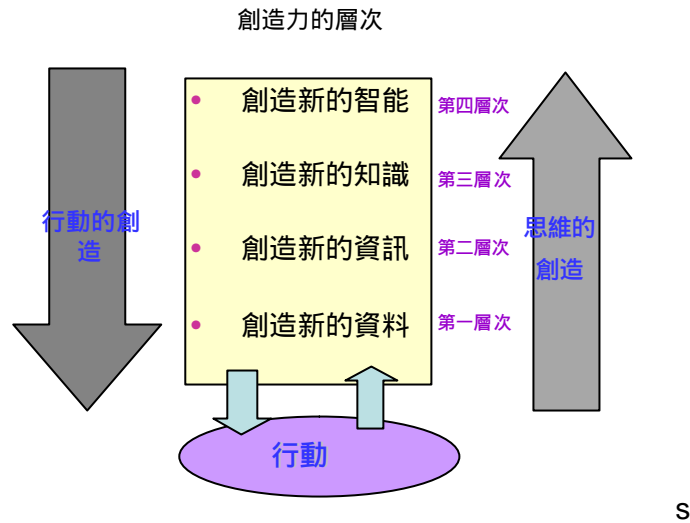 創造力的層次
• 創造新的智能 第四層次
• 創造新的知識 第三層次
行動的創
造
思維的
創造
• 創造新的資訊 第二層次
• 創造新的資料 第一層次
行動
s